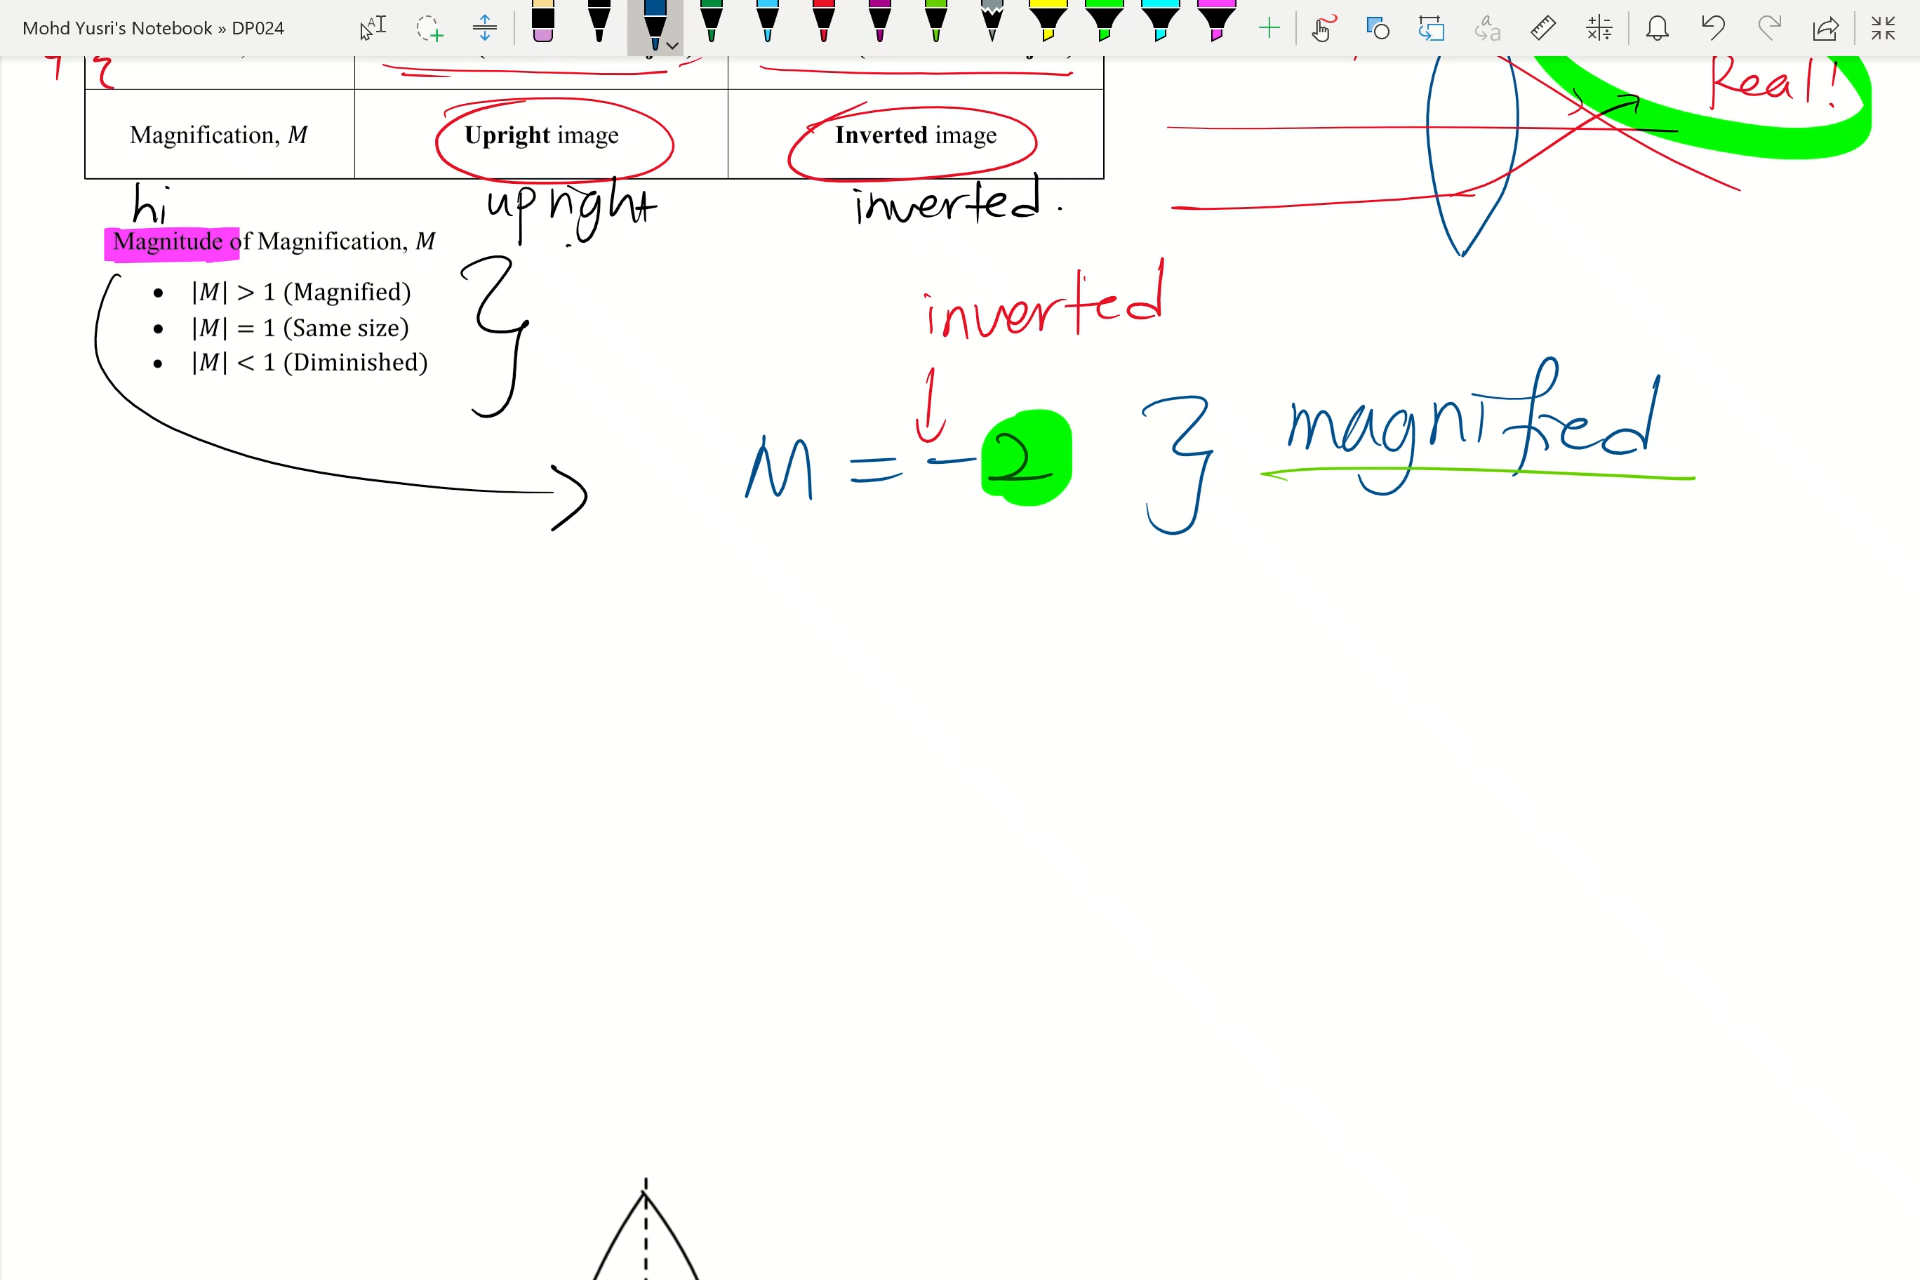 Mohd Yusri's Notebook » DP024
Real!
Magnification, M
Upright image
Inverted image
hi
upright
inverted.
Magnitude of Magnification, M
• |M| > 1 (Magnified)
• |M| = 1 (Same size)
• |M| < 1 (Diminished)
inverted
M = -2 } magnified